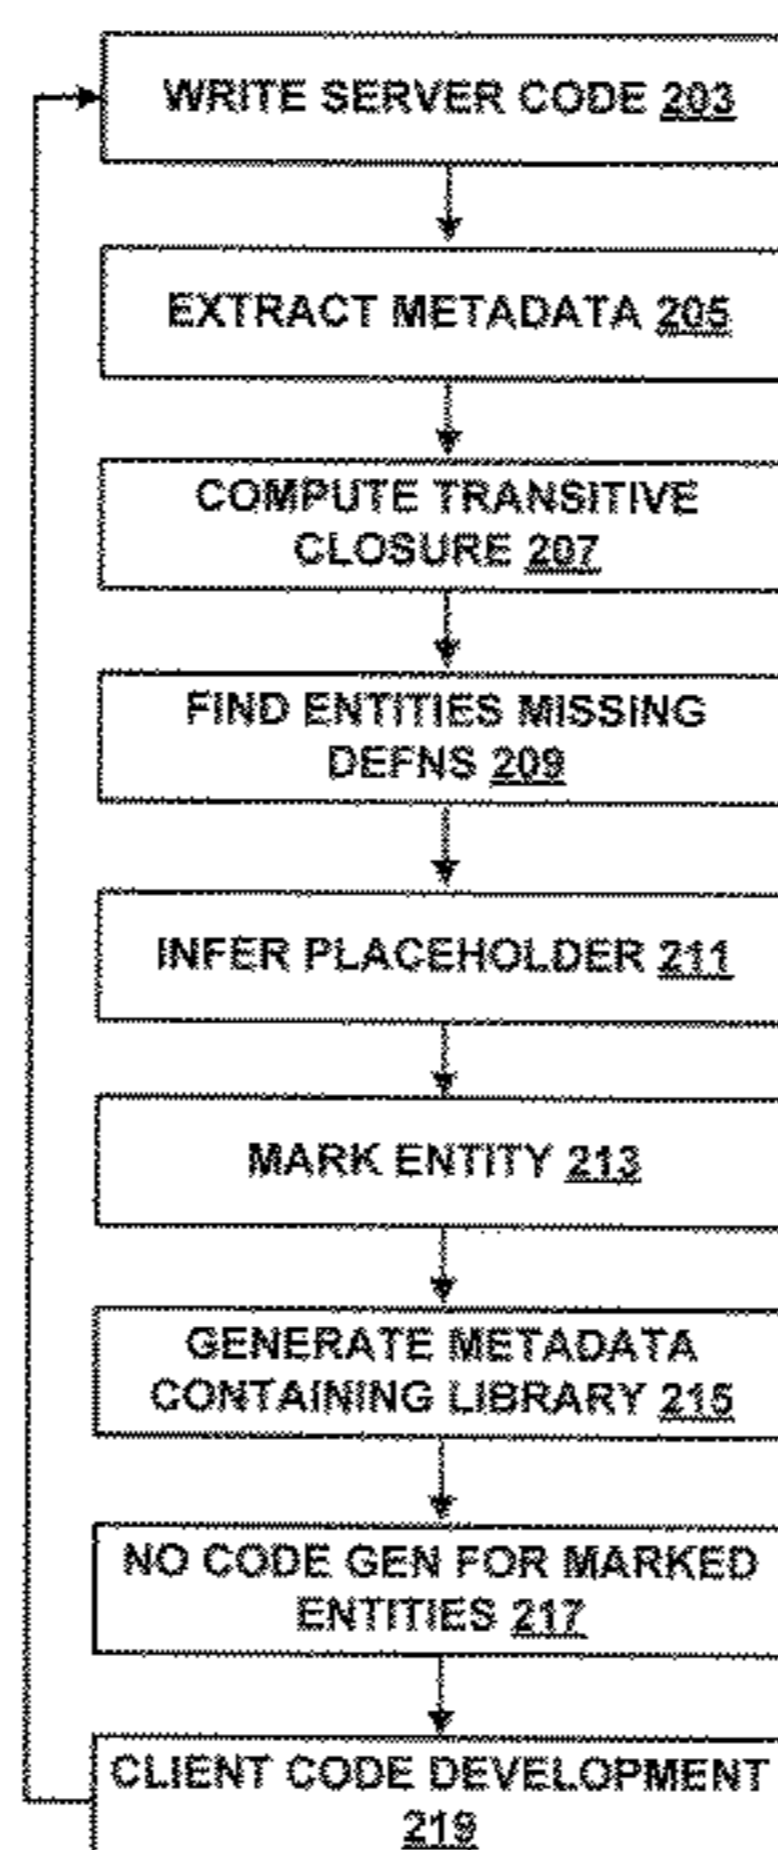 WRITE SERVER CODE 203
EXTRACT METADATA 205
COMPUTE TRANSITIVE
CLOSURE 207
FIND ENTITIES MISSING
DEFNS 209
INFER PLACEHOLDER 211
MARK ENTITY 213
GENERATE METADATA
CONTAINING LIBRARY 215
NO CODE GEN FOR MARKED
ENTITIES 217
CLIENT CODE DEVELOPMENT
219